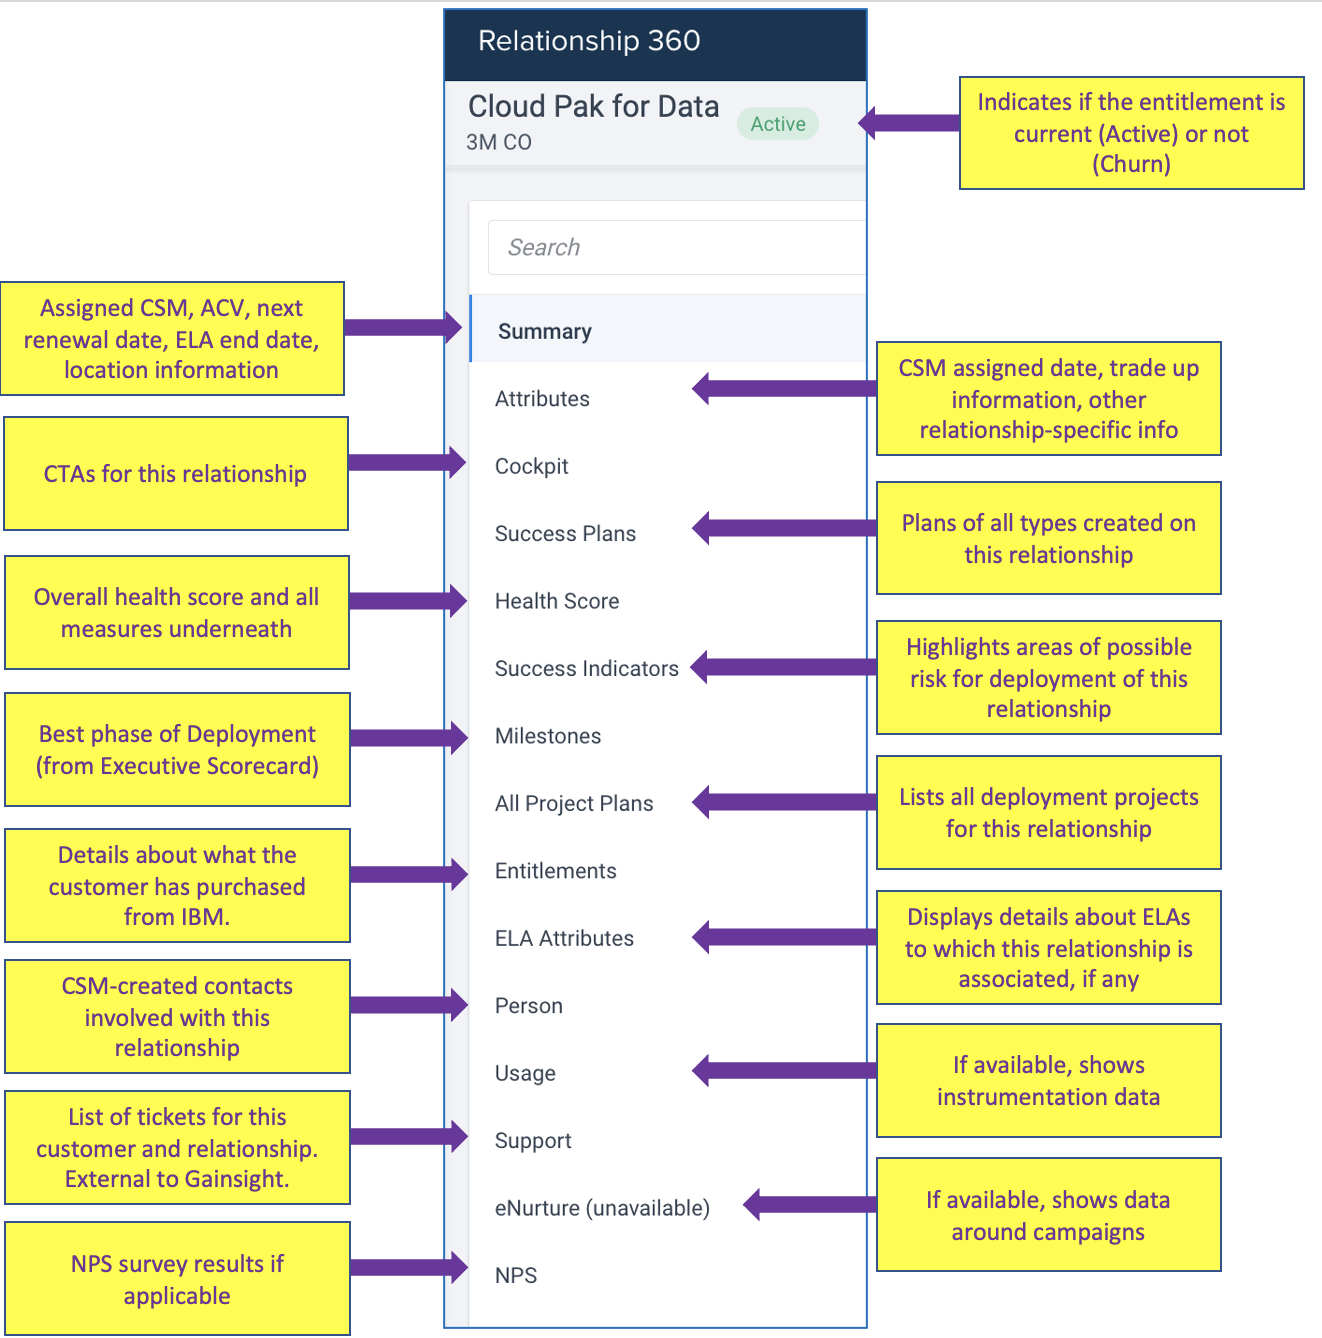 Relationship 360
Cloud Pak for Data
Active
3M CO
Indicates if the entitlement is
current (Active) or not
(Churn)
Search
Assigned CSM, ACV, next
renewal date, ELA end date,
location information
Summary
CSM assigned date, trade up
information, other
relationship-specific info
Attributes
CTAs for this relationship
Cockpit
Plans of all types created on
this relationship
Success Plans
Overall health score and all
measures underneath
Health Score
Highlights areas of possible
risk for deployment of this
relationship
Success Indicators
Best phase of Deployment
(from Executive Scorecard)
Milestones
Lists all deployment projects
for this relationship
All Project Plans
Details about what the
customer has purchased
from IBM.
Entitlements
Displays details about ELAs
to which this relationship is
associated, if any
ELA Attributes
CSM-created contacts
involved with this
relationship
Person
If available, shows
instrumentation data
Usage
List of tickets for this
customer and relationship.
External to Gainsight.
Support
If available, shows data
around campaigns
eNurture (unavailable)
NPS survey results if
applicable
NPS